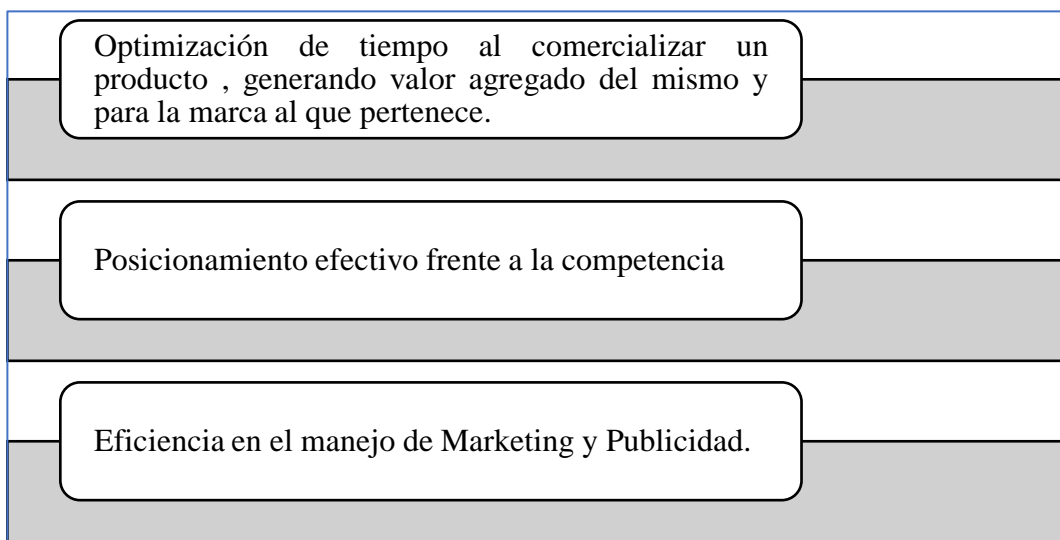 Optimización de tiempo al comercializar un
producto , generando valor agregado del mismo y
para la marca al que pertenece.
Posicionamiento efectivo frente a la competencia
Eficiencia en el manejo de Marketing y Publicidad.